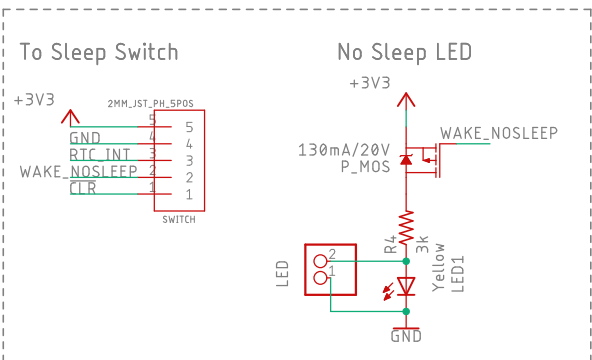 To Sleep Switch
No Sleep LED
+3V3
2MM_JST_PH_5POS
5
5
GND
4
4
RTC_INT
3
3
WAKE_NOSLEEP
2
2
CLR
1
1
SWITCH
+3V3
WAKE_NOSLEEP
130mA/20V
P_MOS
R4
3k
LED
2
1
Yellow
LED1
GND